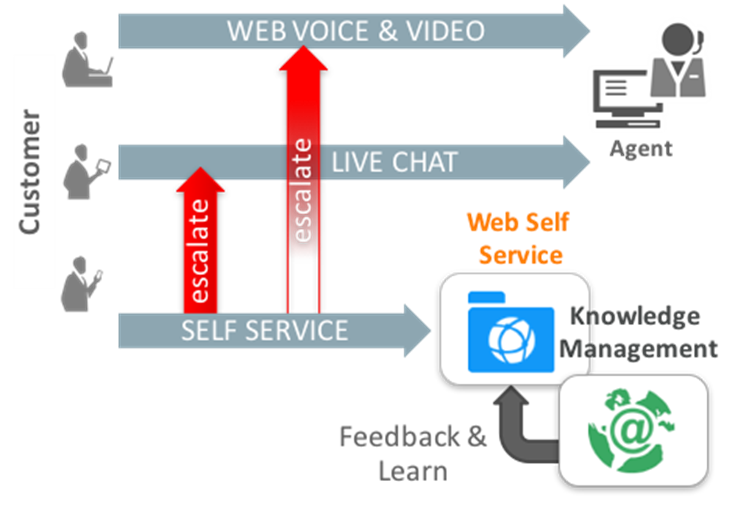 WEB VOICE & VIDEO
Customer
escalate
LIVE CHAT
Agent
escalate
Web Self
Service
SELF SERVICE
Knowledge
Management
@
Feedback &
Learn